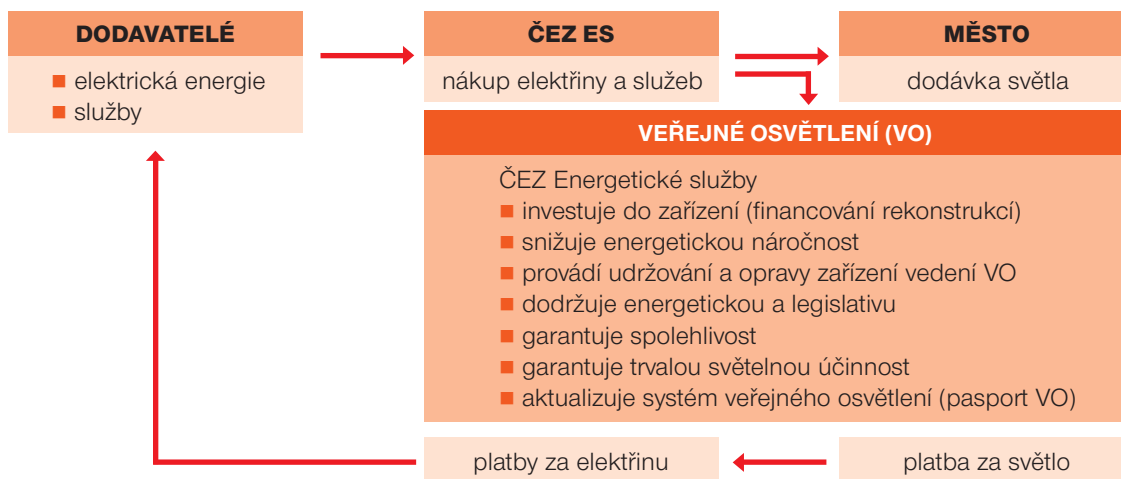 DODAVATELÉ
elektrická energie
služby
ČEZ ES
nákup elektřiny a služeb
MĚSTO
dodávka světla
VEŘEJNÉ OSVĚTLENÍ (VO)
ČEZ Energetické služby
investuje do zařízení (financování rekonstrukcí)
snižuje energetickou náročnost
provádí udržování a opravy zařízení vedení VO
dodržuje energetickou a legislativu
garantuje spolehlivost
garantuje trvalou světelnou účinnost
aktualizuje systém veřejného osvětlení (pasport VO)
platby za elektřinu
platba za světlo